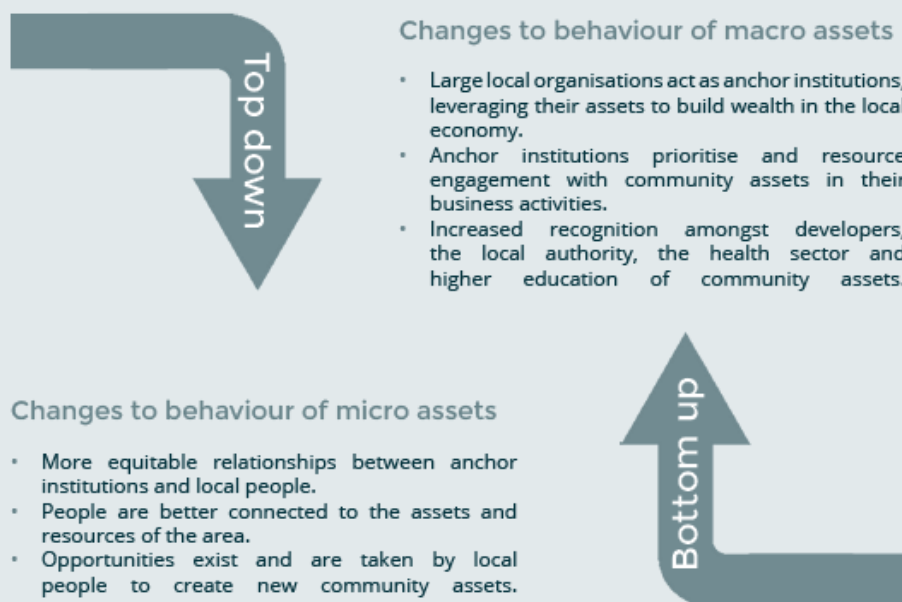 Top down
Changes to behaviour of macro assets
• Large local organisations act as anchor institutions,
leveraging their assets to build wealth in the local
economy.
• Anchor institutions prioritise and resource
engagement with community assets in their
business activities.
• Increased recognition amongst developers,
the local authority, the health sector and
higher education of community assets.
Changes to behaviour of micro assets
• More equitable relationships between anchor
institutions and local people.
• People are better connected to the assets and
resources of the area.
• Opportunities exist and are taken by local
people to create new community assets.
Bottom up